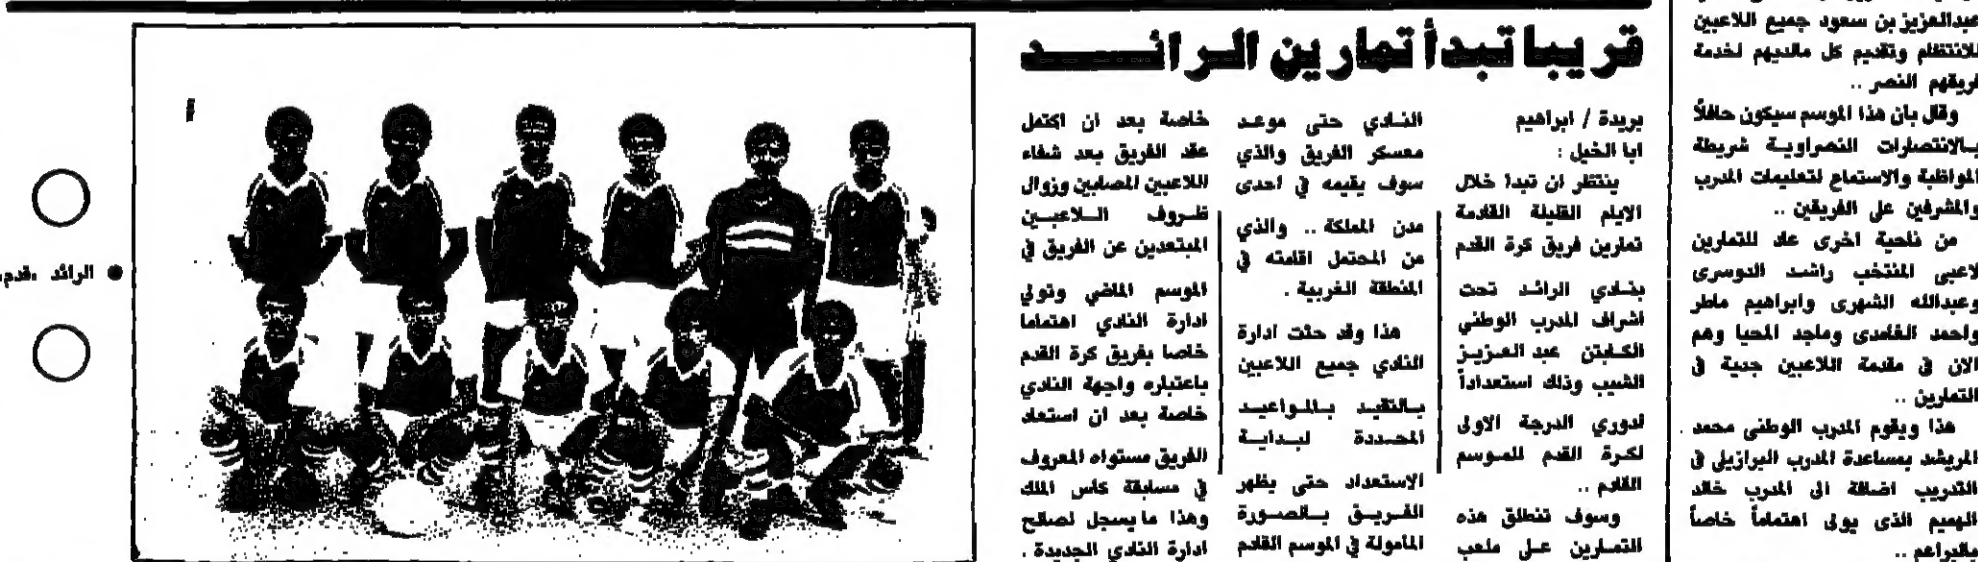 قريبا تبدأ تمارين الرائــــــد
بريدة / ابراهيم
ابا الخيل :
ينتظر ان تبدا خلال
الايام القليلة القادمة
تمارين فريق كرة القدم
بنادي الرائد تحت
اشراف المدرب الوطني
الكابتن عبد العزيز
الشيب وذلك استعداداً
لدوري الدرجة الاولى
لكرة القدم للموسم
القادم ..
وسوف تنطلق هذه
التمارين على ملعب
النادي حتى موعد
معسكر الفريق والذي
سوف يقيمه في احدى
مدن المملكة .. والذي
من المحتمل اقامته في
المنطقة الغربية .
هذا وقد حثت ادارة
النادي جميع اللاعبين
بالتقيد بالمواعيد
المحددة لبداية
الاستعداد حتى يظهر
الفريق بالصورة
المأمولة في الموسم القادم
خاصة بعد ان اكتمل
عقد الفريق بعد شفاء
اللاعبين المصابين وزوال
ظروف اللاعبين
المبتعدين عن الفريق في
الموسم الماضي وتولي
ادارة النادي اهتماما
خاصا بفريق كرة القدم
باعتباره واجهة النادي
خاصة بعد ان استعاد
الفريق مستواه المعروف
في مسابقة كاس الملك
وهذا ما يسجل لصالح
ادارة النادي الجديدة .
● الرائد «قدم»
عبدالعزيز بن سعود جميع اللاعبين
للانتظام وتقديم كل مالديهم لخدمة
فريقهم النصر ..
وقال بان هذا الموسم سيكون حافلاً
بالانتصارات النصراوية شريطة
المواظبة والاستماع لتعليمات المدرب
والمشرفين على الفريقين ..
من ناحية اخرى عاد للتمارين
لاعبي المنتخب راشد الدوسرى
وعبدالله الشهرى وابراهيم ماطر
واحمد الغامدى وماجد المحيا وهم
الان في مقدمة اللاعبين جدية في
التمارين ..
هذا ويقوم المدرب الوطنى محمد
المريشد بمساعدة المدرب البرازيلى في
التدريب اضافة الى المدرب خالد
اللهيم الذى يولى اهتماماً خاصاً
بالبراعم ..